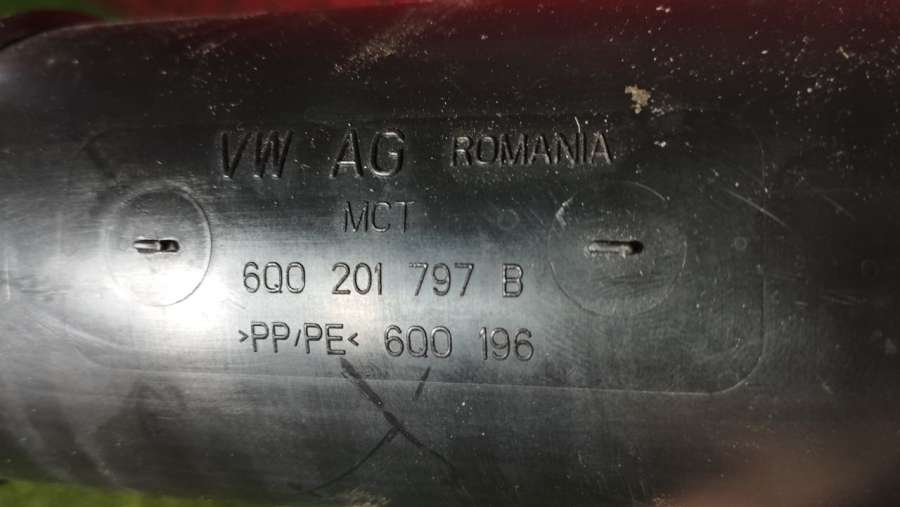 VW AG ROMANIA
MCT
6Q0 201 797 B
>PP/PE< 6Q0 196